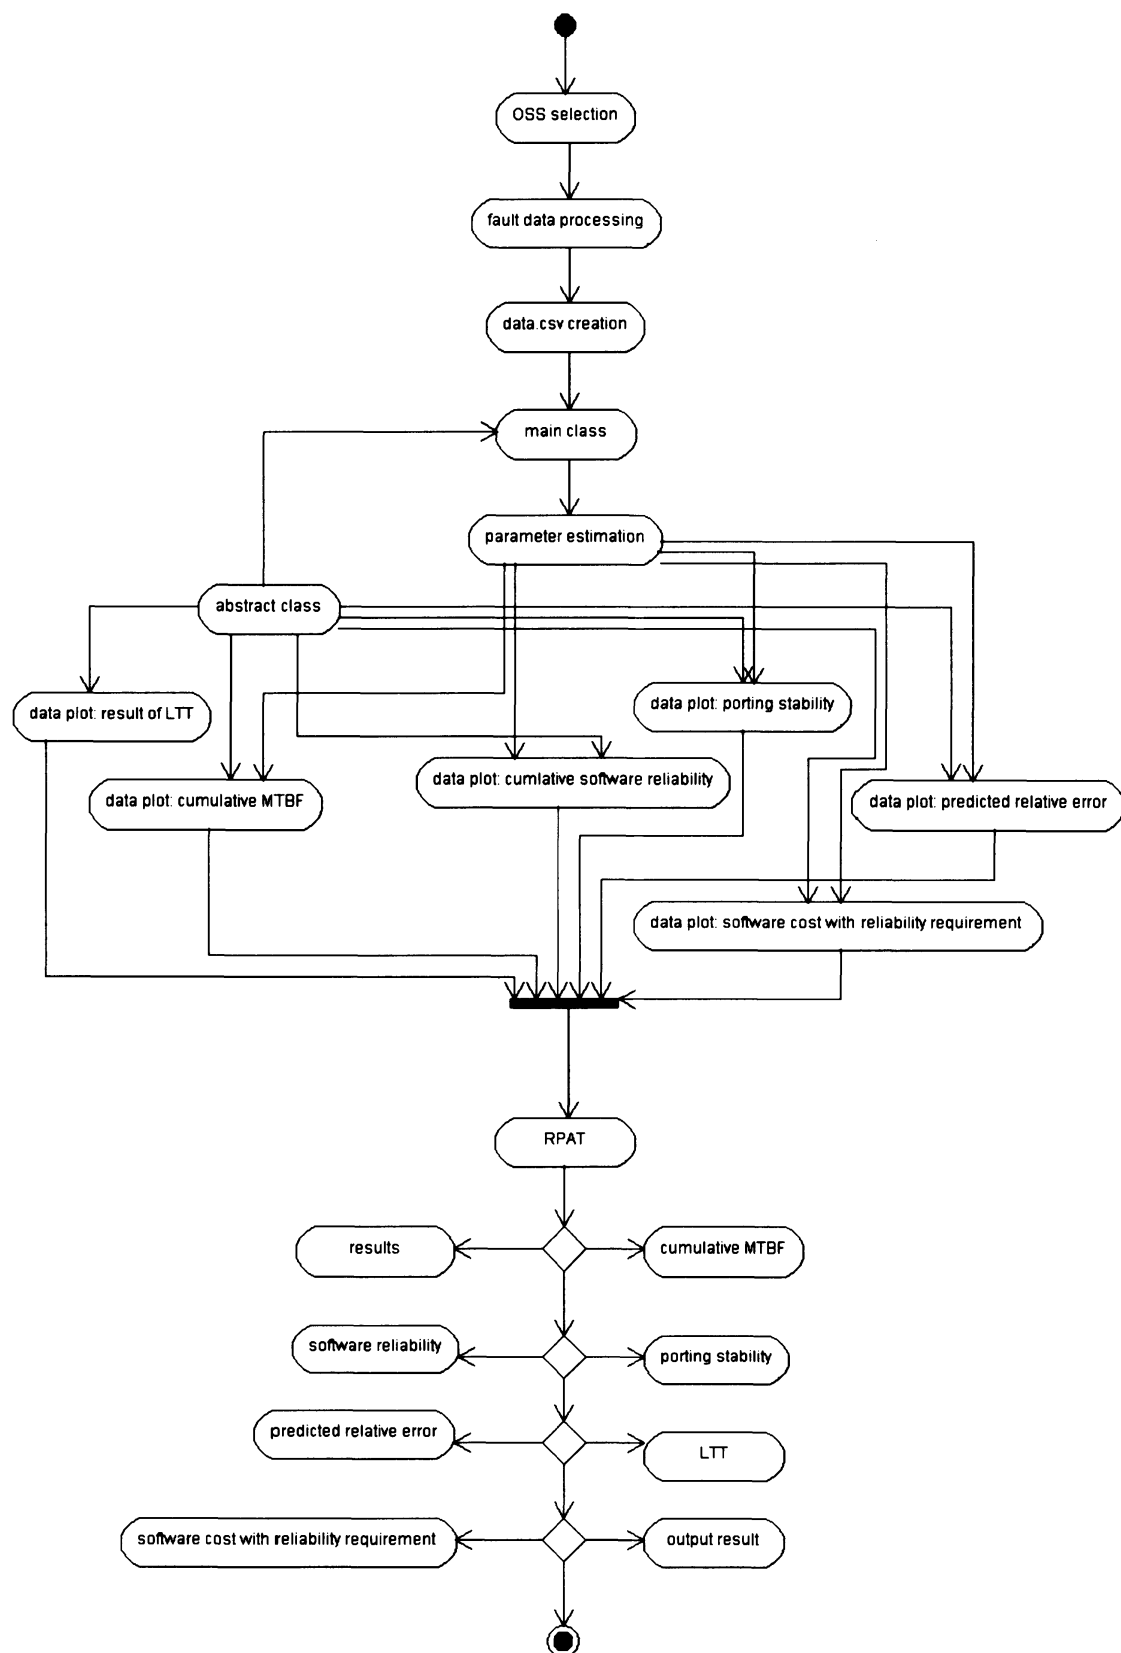 OSS selection
fault data processing
data.csv creation
main class
parameter estimation
abstract class
data plot: result of LTT
data plot: porting stability
data plot: cumulative MTBF
data plot: cumlative software reliability
data plot: predicted relative error
data plot: software cost with reliability requirement
RPAT
results
cumulative MTBF
software reliability
porting stability
predicted relative error
LTT
software cost with reliability requirement
output result